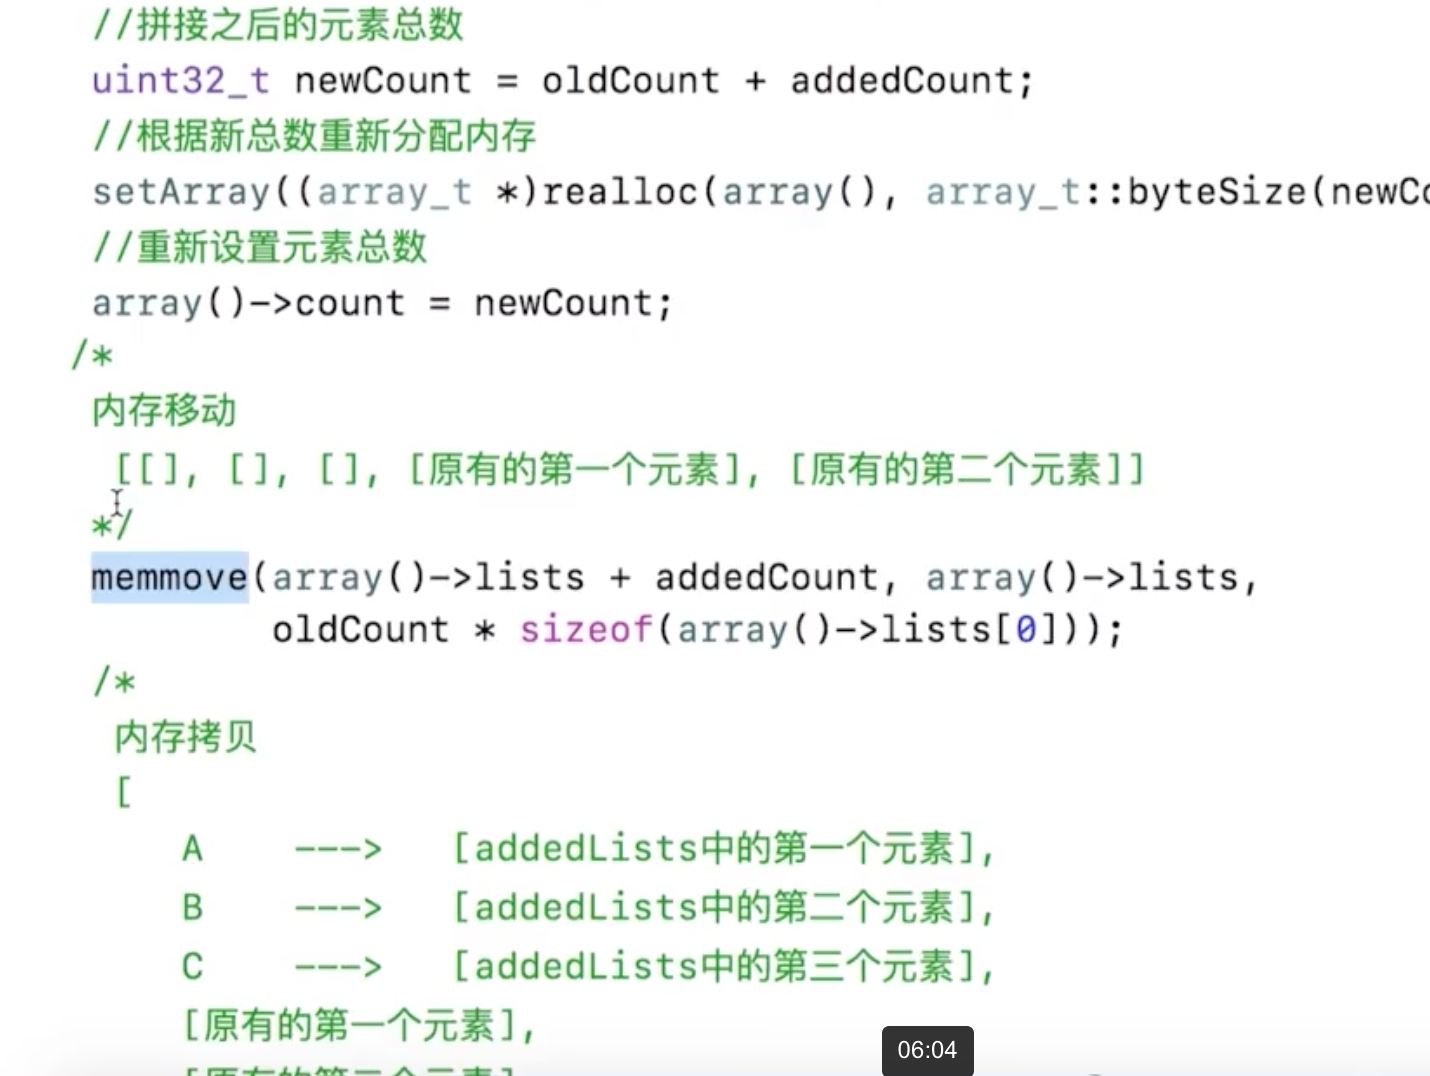 //拼接之后的元素总数
uint32_t newCount = oldCount + addedCount;
//根据新总数重新分配内存
setArray((array_t *)realloc(array(), array_t::byteSize(newCo
//重新设置元素总数
array()->count = newCount;
/*
内存移动
[[], [], [], [原有的第一个元素], [原有的第二个元素]]
*/
memmove(array()->lists + addedCount, array()->lists,
oldCount * sizeof(array()->lists[0]));
/*
内存拷贝
[
A ---> [addedLists中的第一个元素],
B ---> [addedLists中的第二个元素],
C ---> [addedLists中的第三个元素],
[原有的第一个元素],
06:04